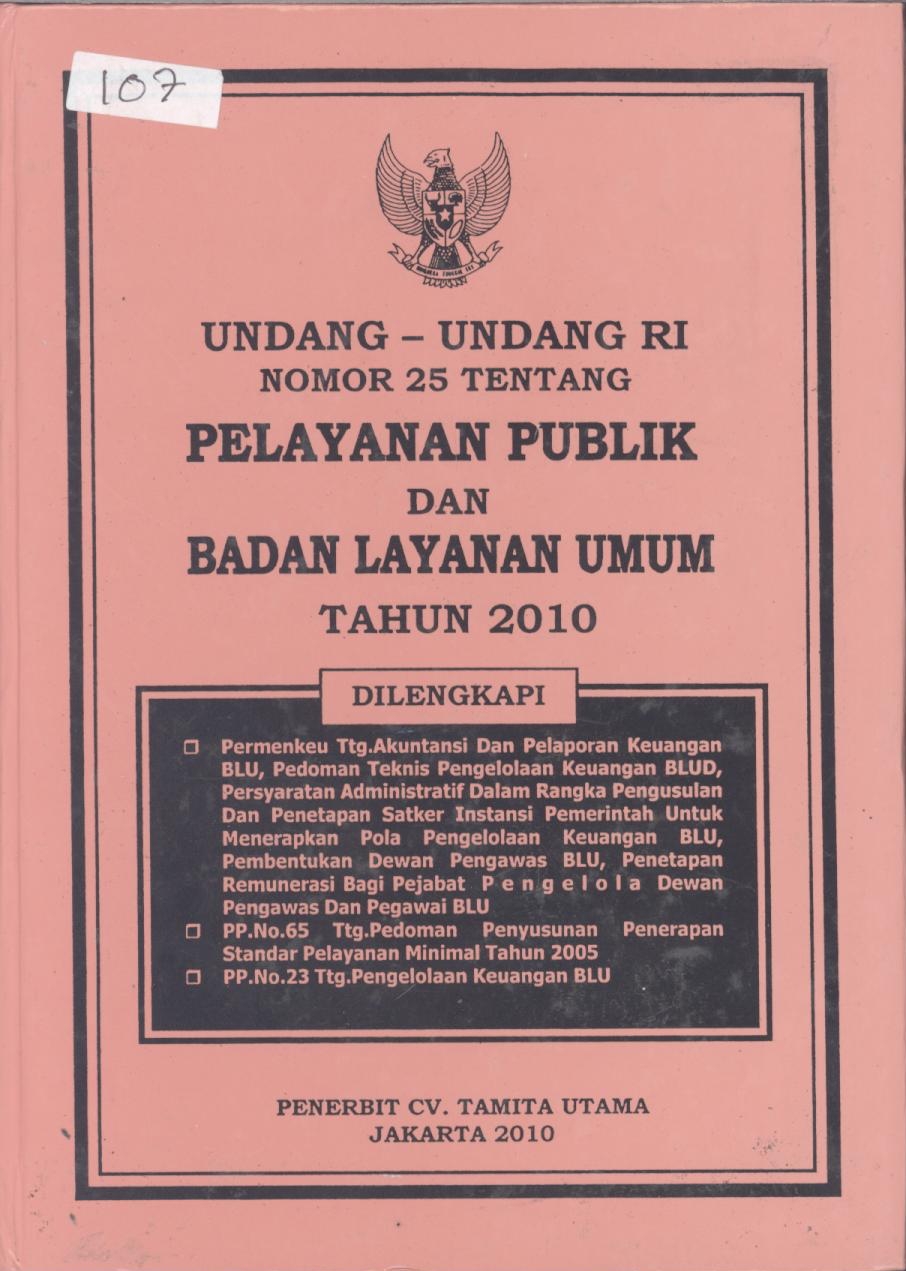 107
UNDANG – UNDANG RI
NOMOR 25 TENTANG
PELAYANAN PUBLIK
DAN
BADAN LAYANAN UMUM
TAHUN 2010
DILENGKAPI
❒ Permenkeu Ttg.Akuntansi Dan Pelaporan Keuangan
BLU, Pedoman Teknis Pengelolaan Keuangan BLUD,
Persyaratan Administratif Dalam Rangka Pengusulan
Dan Penetapan Satker Instansi Pemerintah Untuk
Menerapkan Pola Pengelolaan Keuangan BLU,
Pembentukan Dewan Pengawas BLU, Penetapan
Remunerasi Bagi Pejabat P e n g e l o l a Dewan
Pengawas Dan Pegawai BLU
❒ PP.No.65 Ttg.Pedoman Penyusunan Penerapan
Standar Pelayanan Minimal Tahun 2005
❒ PP.No.23 Ttg.Pengelolaan Keuangan BLU
PENERBIT CV. TAMITA UTAMA
JAKARTA 2010